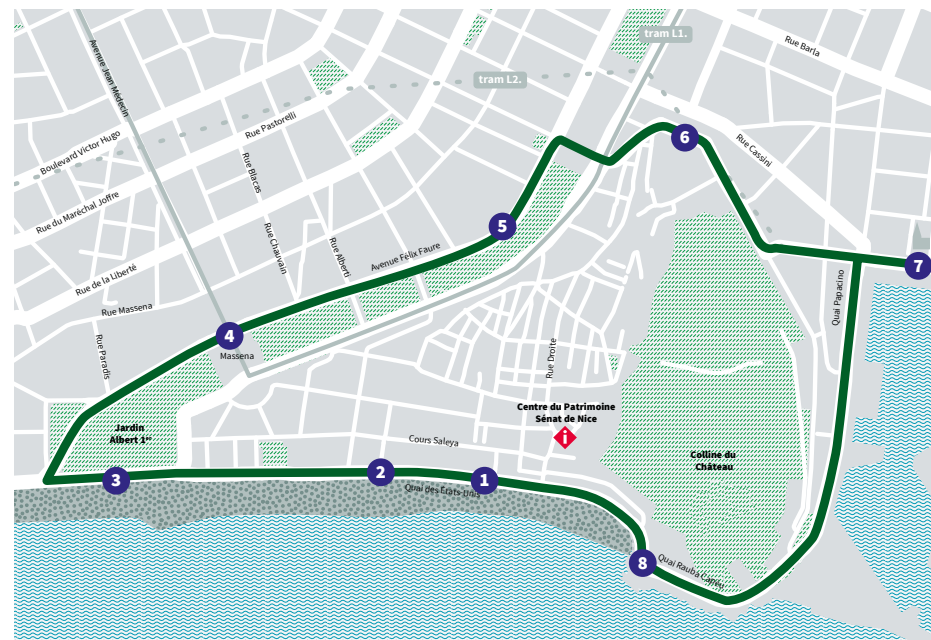 tram L1.
Rue Barla
Avenue Jean Médecin
tram L2.
Boulevard Victor Hugo
Rue Pastorelli
6
Rue Cassini
Rue Blacas
Rue du Maréchal Joffre
5
Rue Chauvain
Rue Alberti
Avenue Félix Faure
7
Rue de la Liberté
Quai Papacino
Rue Massena
4
Massena
Rue Paradis
Rue Droite
Centre du Patrimoine
Sénat de Nice
i
Jardin
Albert 1er
Cours Saleya
Colline du
Château
3
2
1
Quai des États-Unis
8
Quai Rauba Capeu